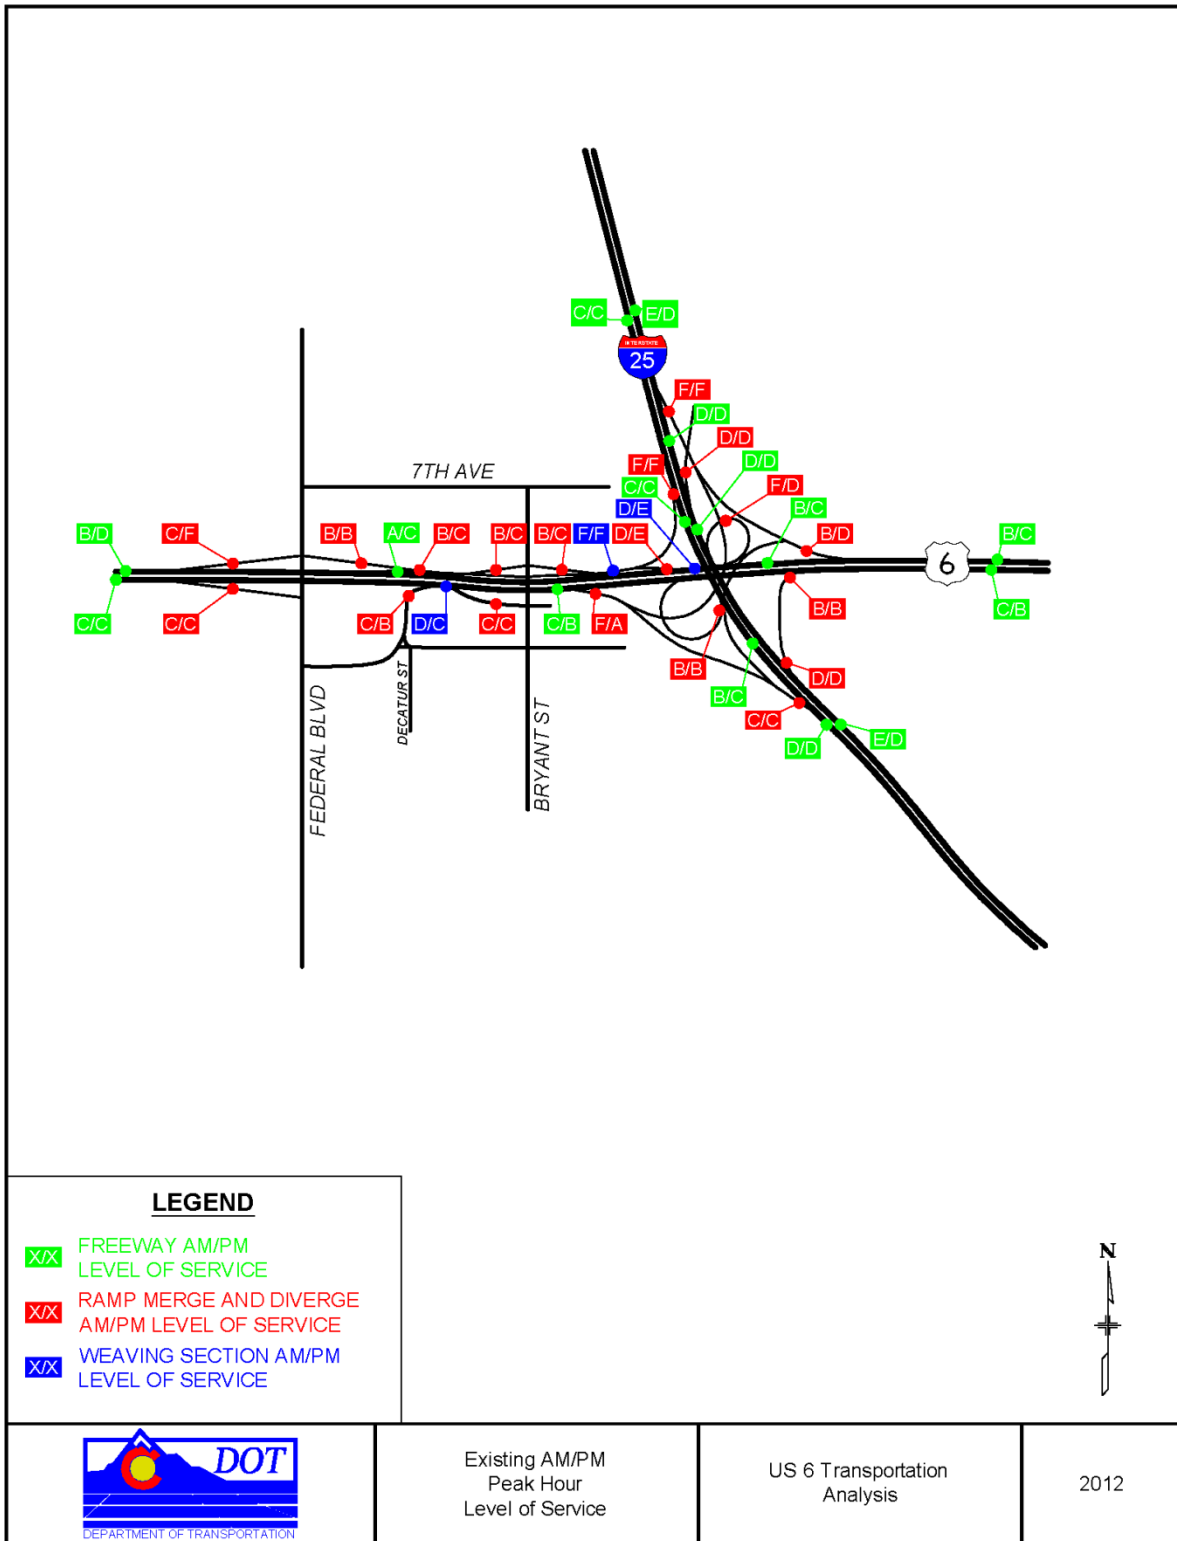 C/C
E/D
INTERSTATE
25
F/F
D/D
D/D
F/F
D/D
7TH AVE
C/C
F/D
D/E
B/C
B/D
C/F
B/B
A/C
B/C
B/C
B/C
F/F
D/E
B/D
B/C
6
C/C
C/C
C/B
D/C
C/C
C/B
F/A
B/B
C/B
B/B
B/C
D/D
C/C
D/D
E/D
FEDERAL BLVD
DECATUR ST
BRYANT ST
LEGEND
X/X FREEWAY AM/PM
LEVEL OF SERVICE
X/X RAMP MERGE AND DIVERGE
AM/PM LEVEL OF SERVICE
X/X WEAVING SECTION AM/PM
LEVEL OF SERVICE
N
DOT
DEPARTMENT OF TRANSPORTATION
Existing AM/PM
Peak Hour
Level of Service
US 6 Transportation
Analysis
2012